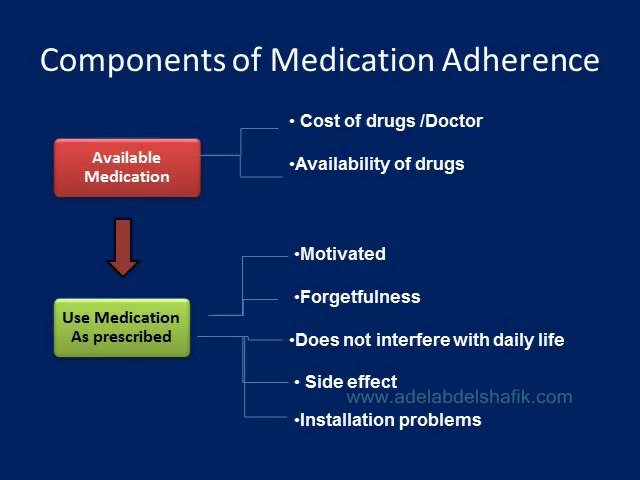 Components of Medication Adherence
Available
Medication
• Cost of drugs /Doctor
•Availability of drugs
Use Medication
As prescribed
•Motivated
•Forgetfulness
•Does not interfere with daily life
• Side effect
www.adelabdelshafik.com
•Installation problems